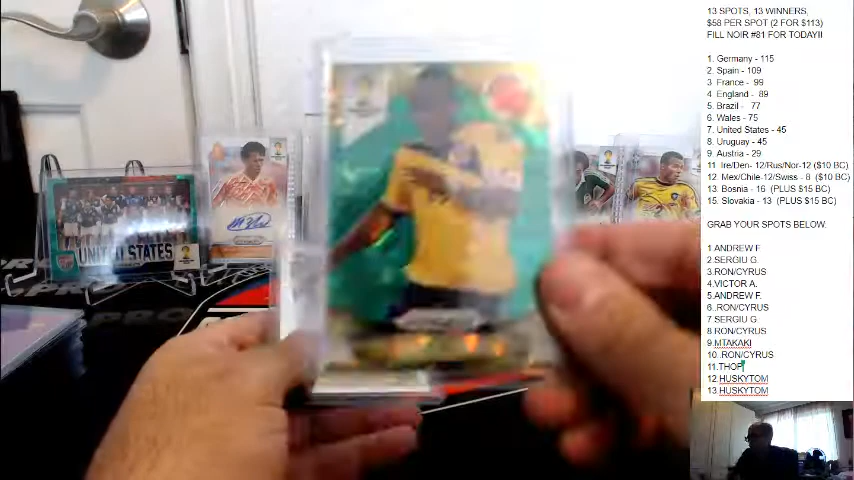 13 SPOTS, 13 WINNERS,
$58 PER SPOT (2 FOR $113)
FILL NOIR #81 FOR TODAY!!
1. Germany - 115
2. Spain - 109
3  France - 99
4  England -  89
5. Brazil -   77
6. Wales - 75
7. United States - 45
8. Uruguay - 45
9. Austria - 29
11  Ire/Den- 12/Rus/Nor-12 ($10 BC)
12  Mex/Chile-12/Swiss - 8  ($10 BC)
13. Bosnia - 16  (PLUS $15 BC)
15. Slovakia - 13  (PLUS $15 BC)
GRAB YOUR SPOTS BELOW:
1 ANDREW F
2.SERGIU G.
3.RON/CYRUS
4.VICTOR A.
5.ANDREW F.
6..RON/CYRUS
7.SERGIU G
8 RON/CYRUS
9.MTAKAKI
10..RON/CYRUS
11.THOP
12.HUSKYTOM
13.HUSKYTOM
UNITED STATES